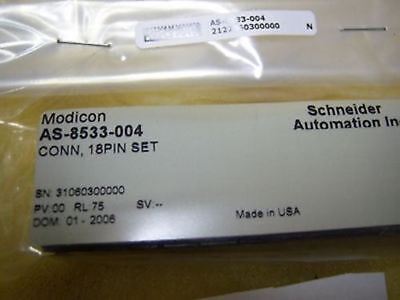 AS-8533-004
N
Modicon
AS-8533-004
CONN, 18PIN SET
Schneider
Automation In
SN: 31060300000
PV:00 RL:75 SV:--
DOM: 01-2006
Made in USA